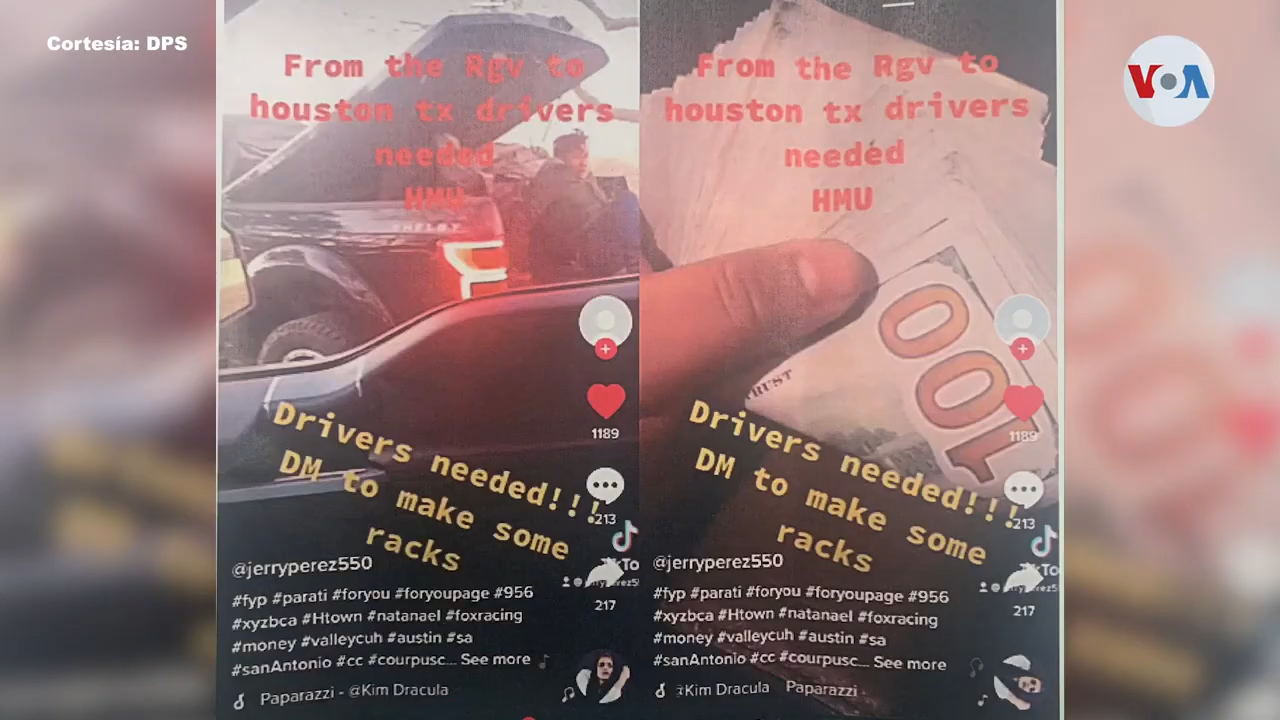 Cortesía: DPS
VOA
From the Rgv to
houston tx drivers
needed
HMU
SHELBY
Drivers needed!!!
DM to make some
racks
1189
213
217
@jerryperez550
#fyp #parati #foryou #foryoupage #956
#xyzbca #Htown #natanael #foxracing
#money #valleycuh #austin #sa
#sanAntonio #cc #courpusc... See more
Paparazzi - @Kim Dracula
From the Rgv to
houston tx drivers
needed
HMU
100
TRUST
Drivers needed!!!
DM to make some
racks
1189
213
217
@jerryperez550
#fyp #parati #foryou #foryoupage #956
#xyzbca #Htown #natanael #foxracing
#money #valleycuh #austin #sa
#sanAntonio #cc #courpusc... See more
Kim Dracula Paparazzi